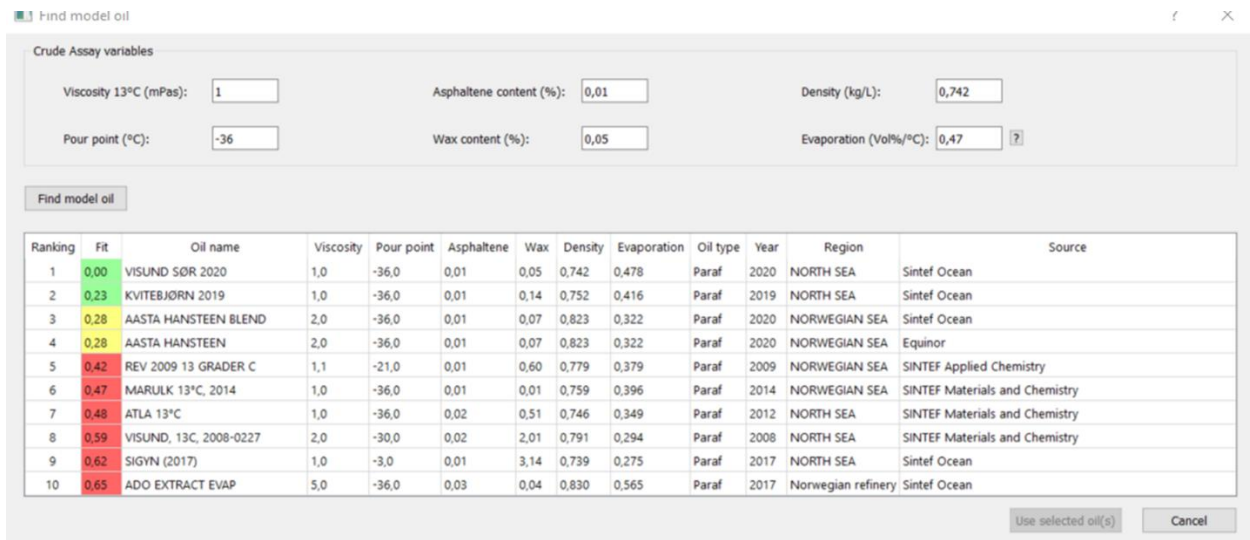 Find model oil ? ×
Crude Assay variables
Viscosity 13ºC (mPas): 1 Asphaltene content (%): 0,01 Density (kg/L): 0,742
Pour point (ºC): -36 Wax content (%): 0,05 Evaporation (Vol%/ºC): 0,47 ?
Find model oil
Ranking Fit Oil name Viscosity Pour point Asphaltene Wax Density Evaporation Oil type Year Region Source
1 0,00 VISUND SØR 2020 1,0 -36,0 0,01 0,05 0,742 0,478 Paraf 2020 NORTH SEA Sintef Ocean
2 0,23 KVITEBJØRN 2019 1,0 -36,0 0,01 0,14 0,752 0,416 Paraf 2019 NORTH SEA Sintef Ocean
3 0,28 AASTA HANSTEEN BLEND 2,0 -36,0 0,01 0,07 0,823 0,322 Paraf 2020 NORWEGIAN SEA Sintef Ocean
4 0,28 AASTA HANSTEEN 2,0 -36,0 0,01 0,07 0,823 0,322 Paraf 2020 NORWEGIAN SEA Equinor
5 0,42 REV 2009 13 GRADER C 1,1 -21,0 0,01 0,60 0,779 0,379 Paraf 2009 NORWEGIAN SEA SINTEF Applied Chemistry
6 0,47 MARULK 13ºC, 2014 1,0 -36,0 0,01 0,01 0,759 0,396 Paraf 2014 NORWEGIAN SEA SINTEF Materials and Chemistry
7 0,48 ATLA 13ºC 1,0 -36,0 0,02 0,51 0,746 0,349 Paraf 2012 NORTH SEA SINTEF Materials and Chemistry
8 0,59 VISUND, 13C, 2008-0227 2,0 -30,0 0,02 2,01 0,791 0,294 Paraf 2008 NORTH SEA SINTEF Materials and Chemistry
9 0,62 SIGYN (2017) 1,0 -3,0 0,01 3,14 0,739 0,275 Paraf 2017 NORTH SEA Sintef Ocean
10 0,65 ADO EXTRACT EVAP 5,0 -36,0 0,03 0,04 0,830 0,565 Paraf 2017 Norwegian refinery Sintef Ocean
Use selected oil(s) Cancel